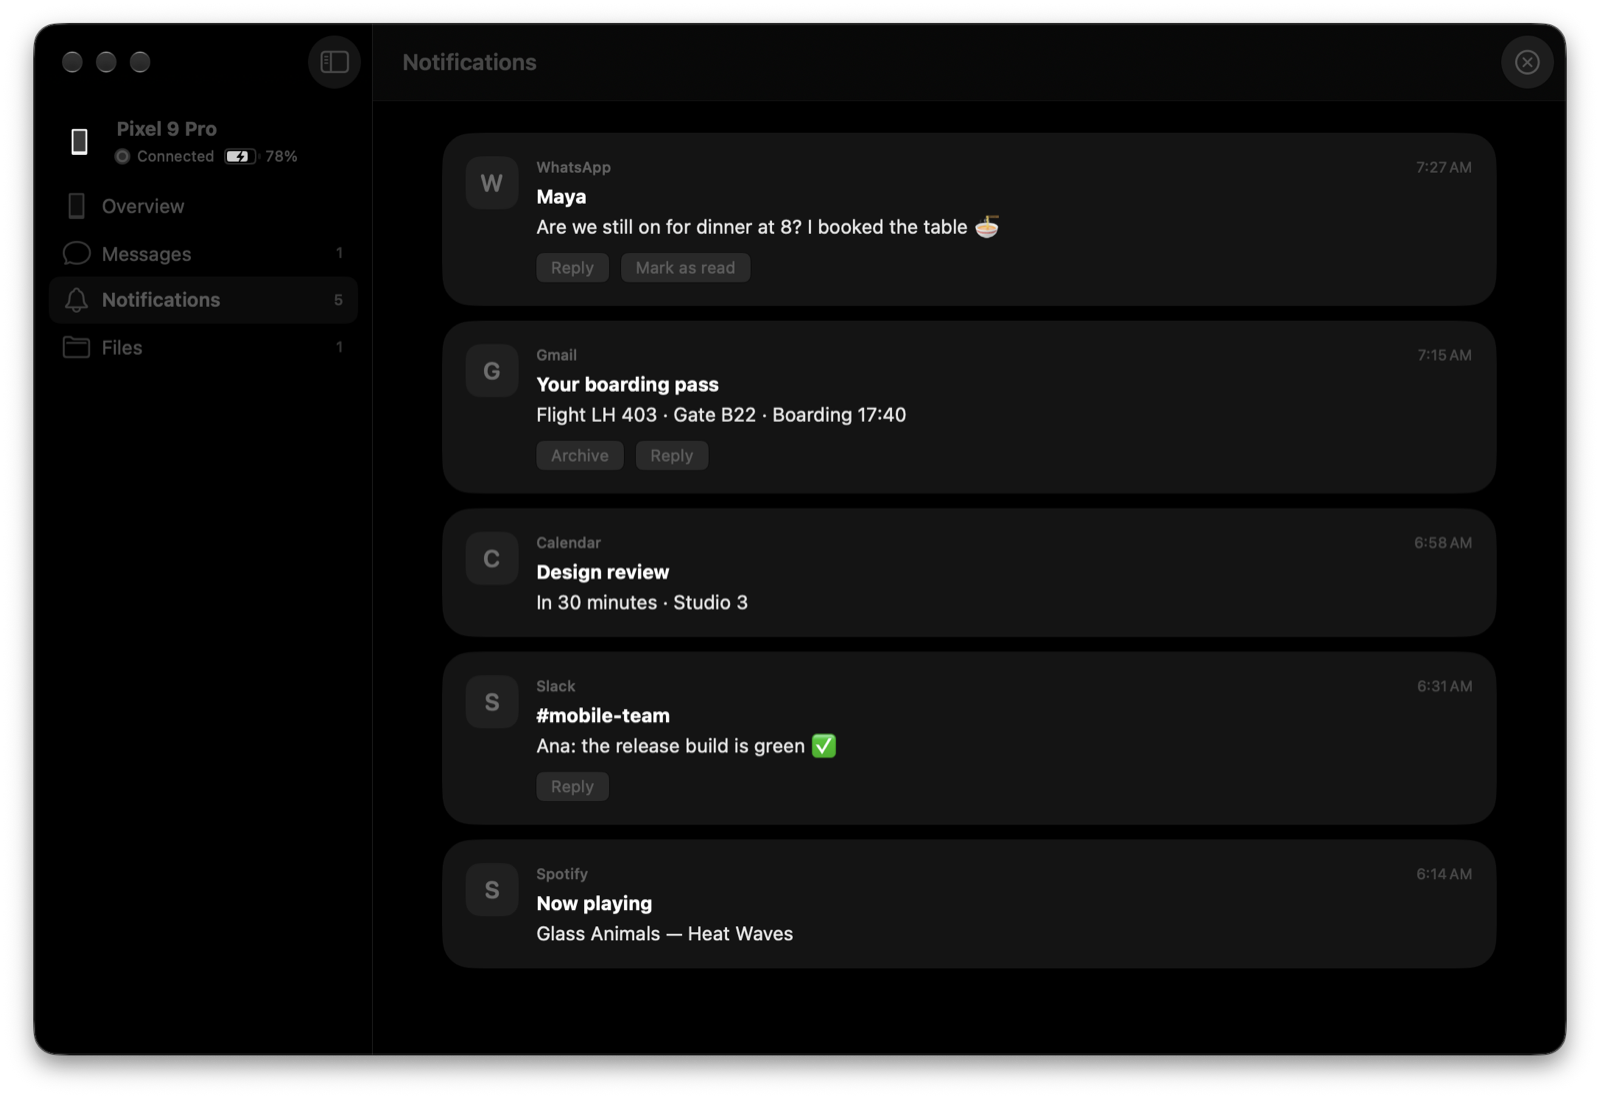 Notifications
Pixel 9 Pro
Connected 78%
Overview
Messages 1
Notifications 5
Files 1
W
WhatsApp 7:27 AM
Maya
Are we still on for dinner at 8? I booked the table 🍜
Reply Mark as read
G
Gmail 7:15 AM
Your boarding pass
Flight LH 403 · Gate B22 · Boarding 17:40
Archive Reply
C
Calendar 6:58 AM
Design review
In 30 minutes · Studio 3
S
Slack 6:31 AM
#mobile-team
Ana: the release build is green ✅
Reply
S
Spotify 6:14 AM
Now playing
Glass Animals — Heat Waves